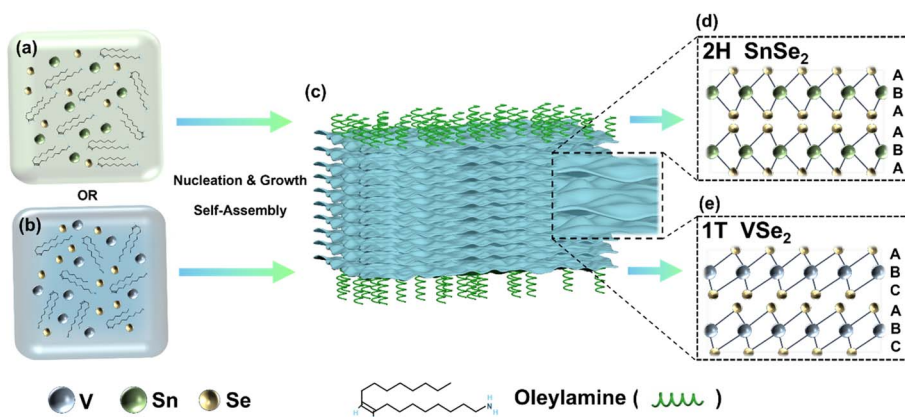 (a)
OR
(b)
Nucleation & Growth
Self-Assembly
(c)
(d)
2H SnSe₂
A
B
A
A
B
A
(e)
1T VSe₂
A
B
C
A
B
C
V
Sn
Se
H
N
H
H
Oleylamine ( )